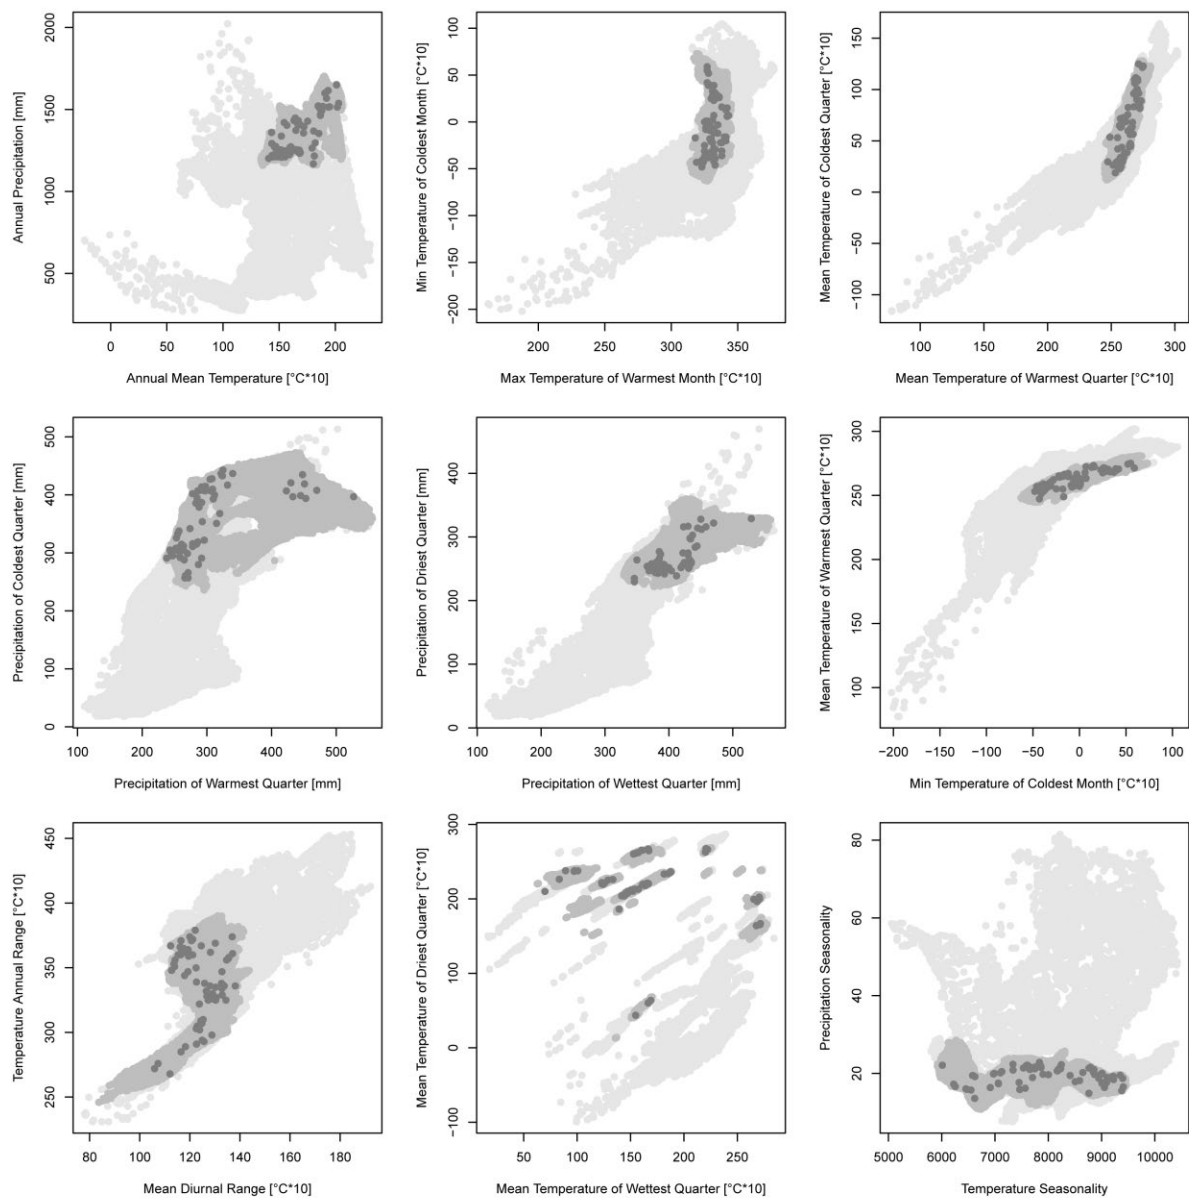 Annual Precipitation [mm]
2000
1500
1000
500
0 50 100 150 200
Annual Mean Temperature [°C*10]
Min Temperature of Coldest Month [°C*10]
100
50
0
−50
−100
−150
−200
200 250 300 350
Max Temperature of Warmest Month [°C*10]
Mean Temperature of Coldest Quarter [°C*10]
150
100
50
0
−50
−100
100 150 200 250 300
Mean Temperature of Warmest Quarter [°C*10]
Precipitation of Coldest Quarter [mm]
500
400
300
200
100
0
100 200 300 400 500
Precipitation of Warmest Quarter [mm]
Precipitation of Driest Quarter [mm]
400
300
200
100
0
100 200 300 400 500
Precipitation of Wettest Quarter [mm]
Mean Temperature of Warmest Quarter [°C*10]
300
250
200
150
100
−200 −150 −100 −50 0 50 100
Min Temperature of Coldest Month [°C*10]
Temperature Annual Range [°C*10]
450
400
350
300
250
80 100 120 140 160 180
Mean Diurnal Range [°C*10]
Mean Temperature of Driest Quarter [°C*10]
300
200
100
0
−100
50 100 150 200 250
Mean Temperature of Wettest Quarter [°C*10]
Precipitation Seasonality
80
60
40
20
5000 6000 7000 8000 9000 10000
Temperature Seasonality